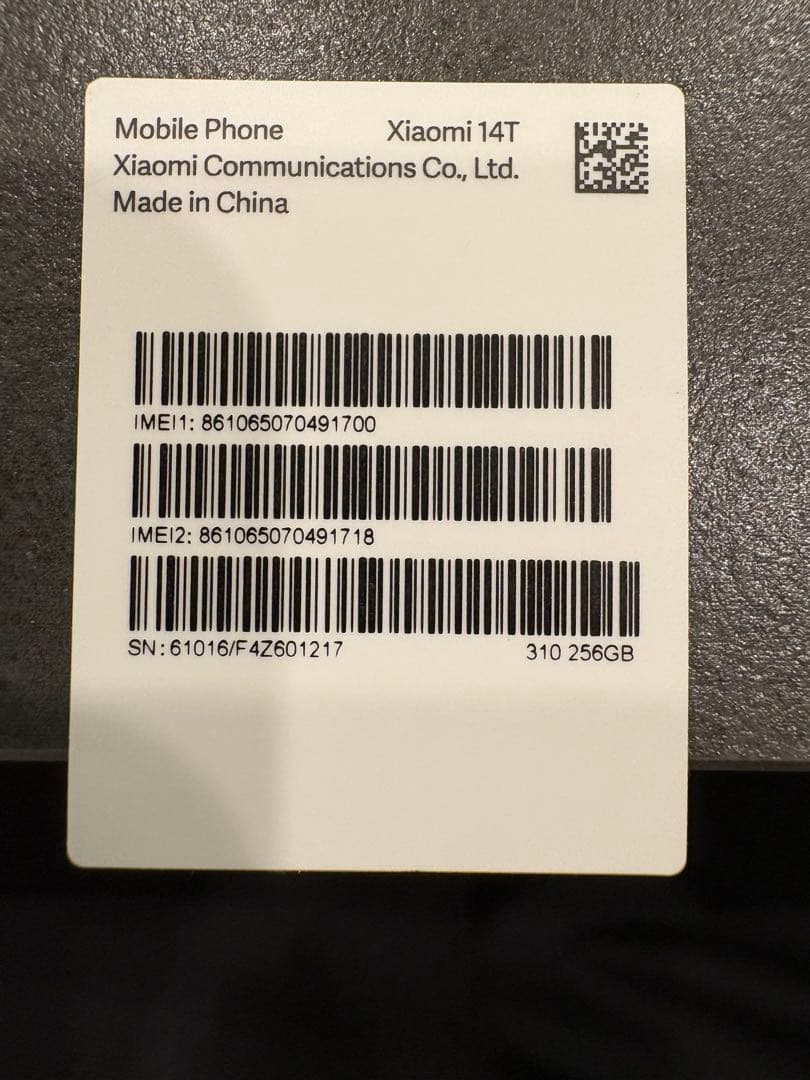 Mobile Phone Xiaomi 14T
Xiaomi Communications Co., Ltd.
Made in China
IMEI1: 861065070491700
IMEI2: 861065070491718
SN: 61016/F4Z601217 310 256GB